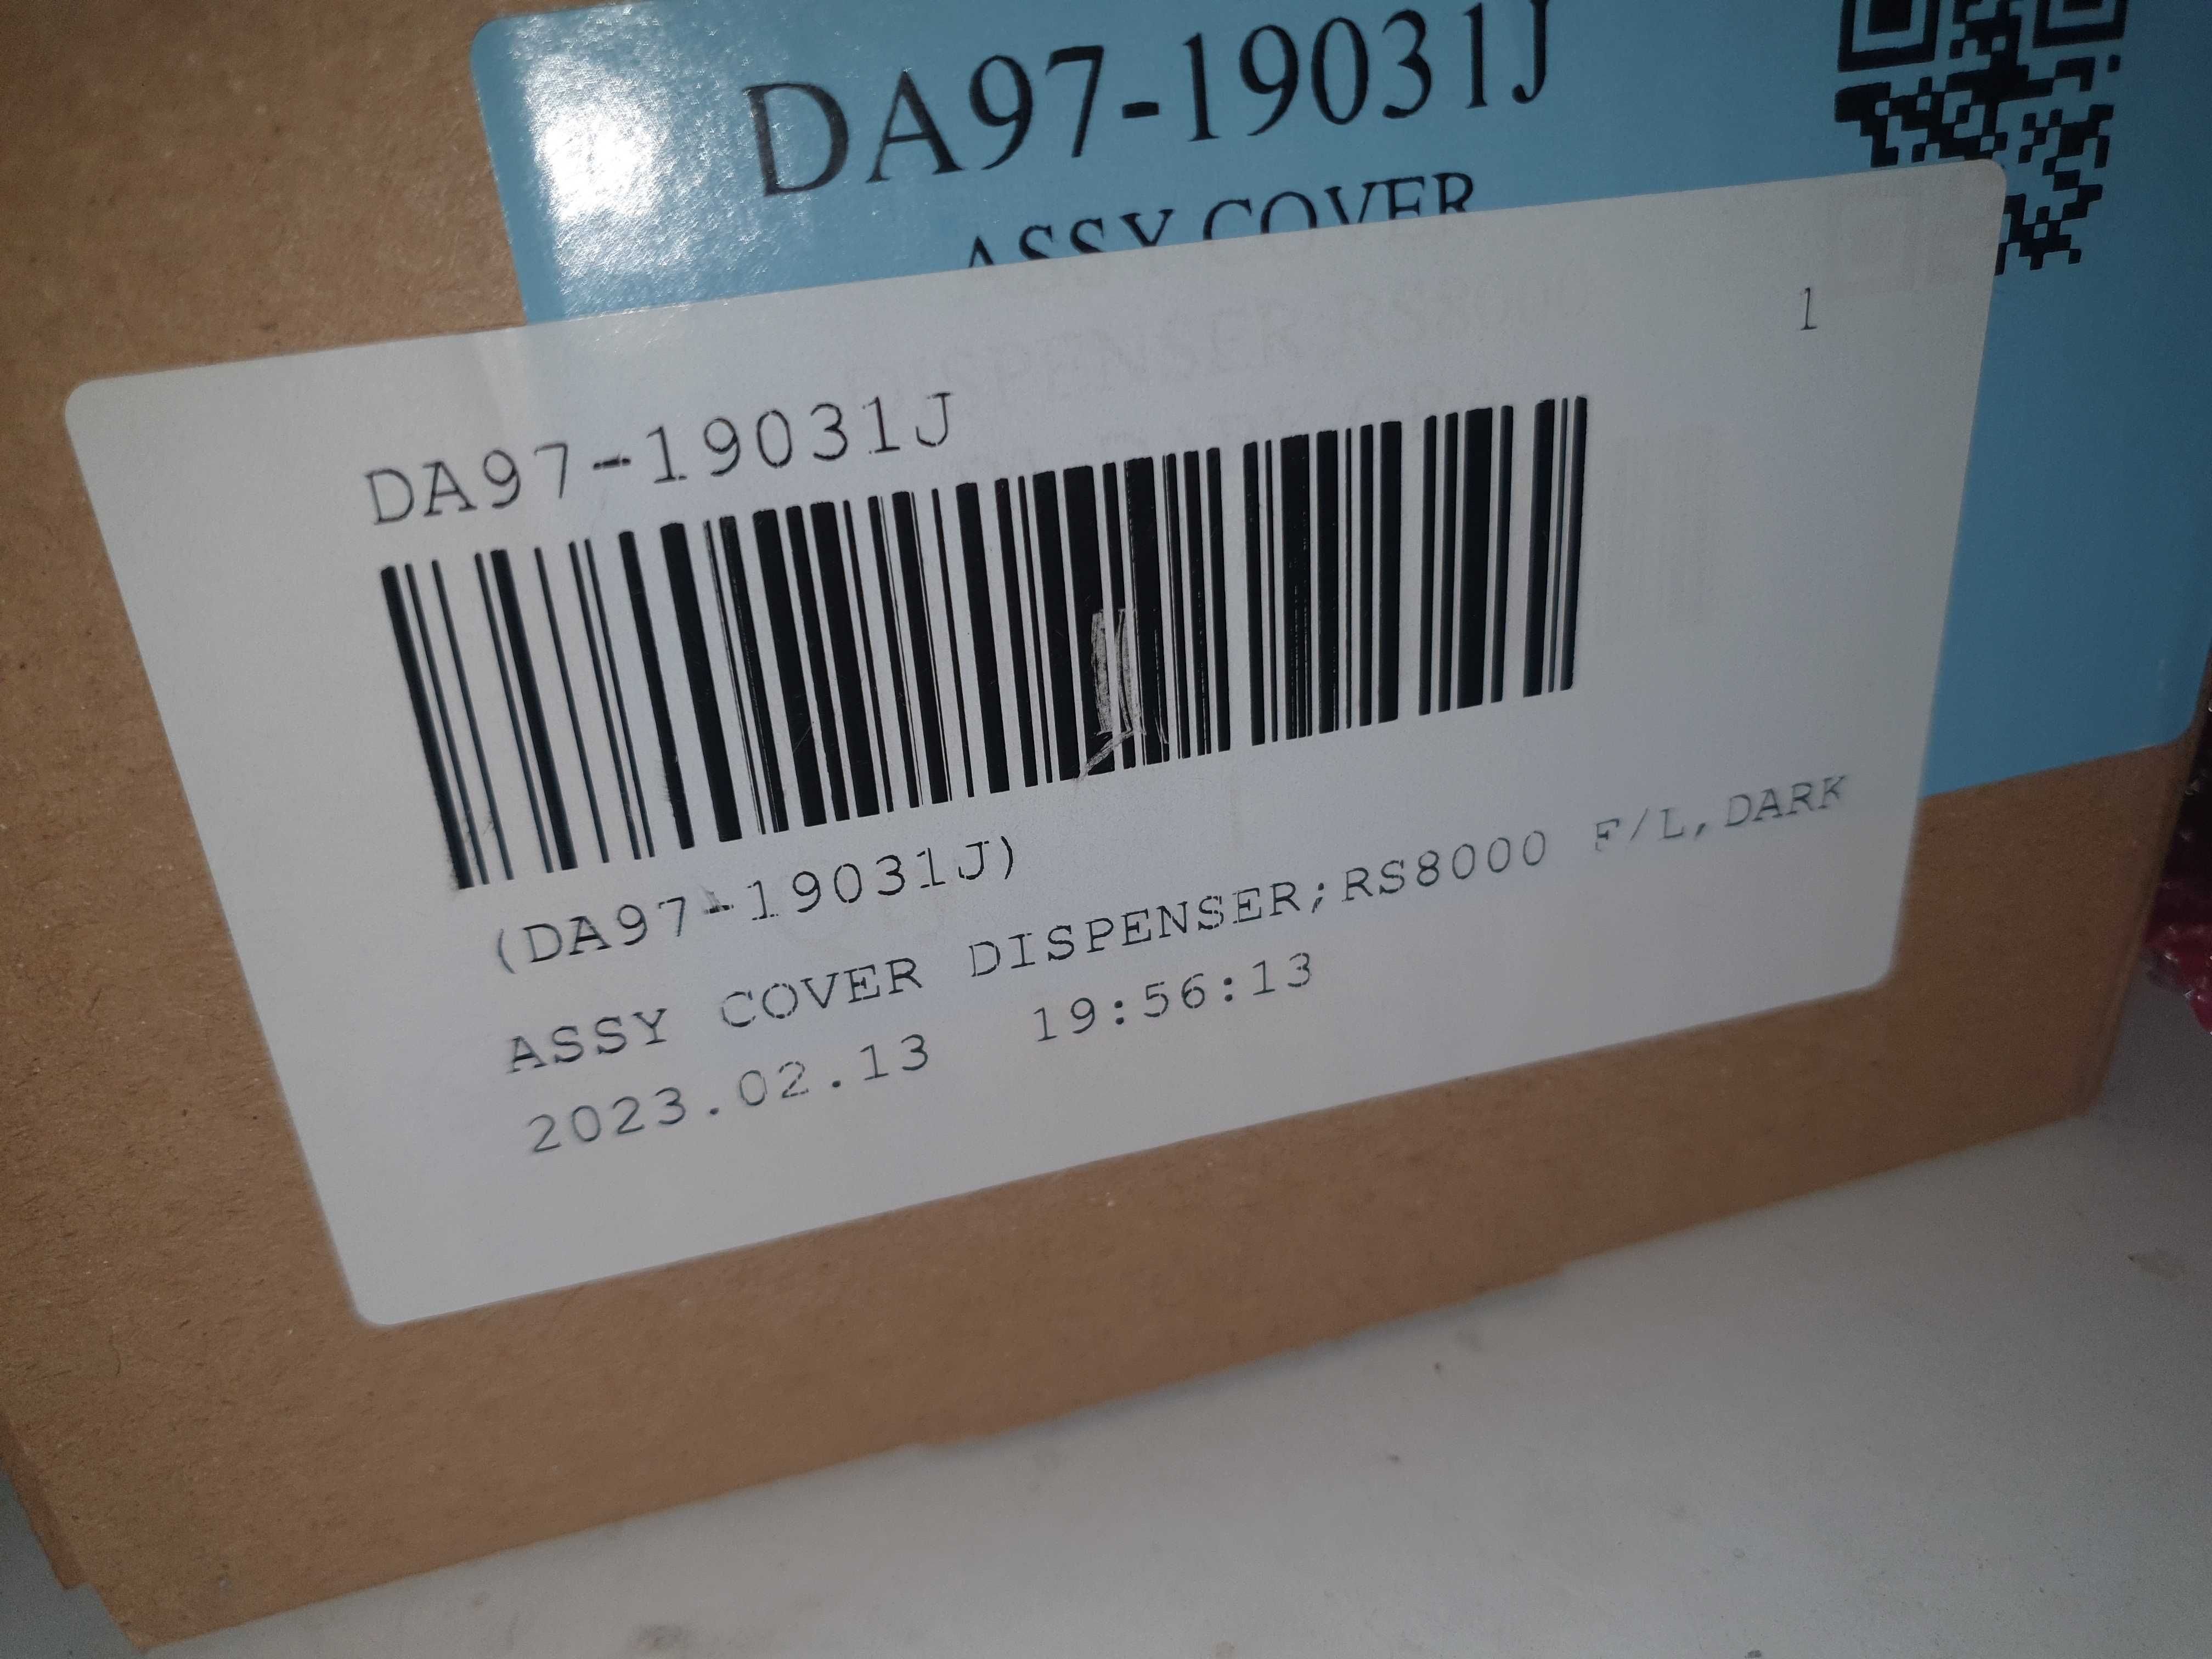 DA97-19031J
ASSY COVER
1
DA97-19031J
(DA97-19031J)
ASSY COVER DISPENSER;RS8000 F/L,DARK
2023.02.13 19:56:13